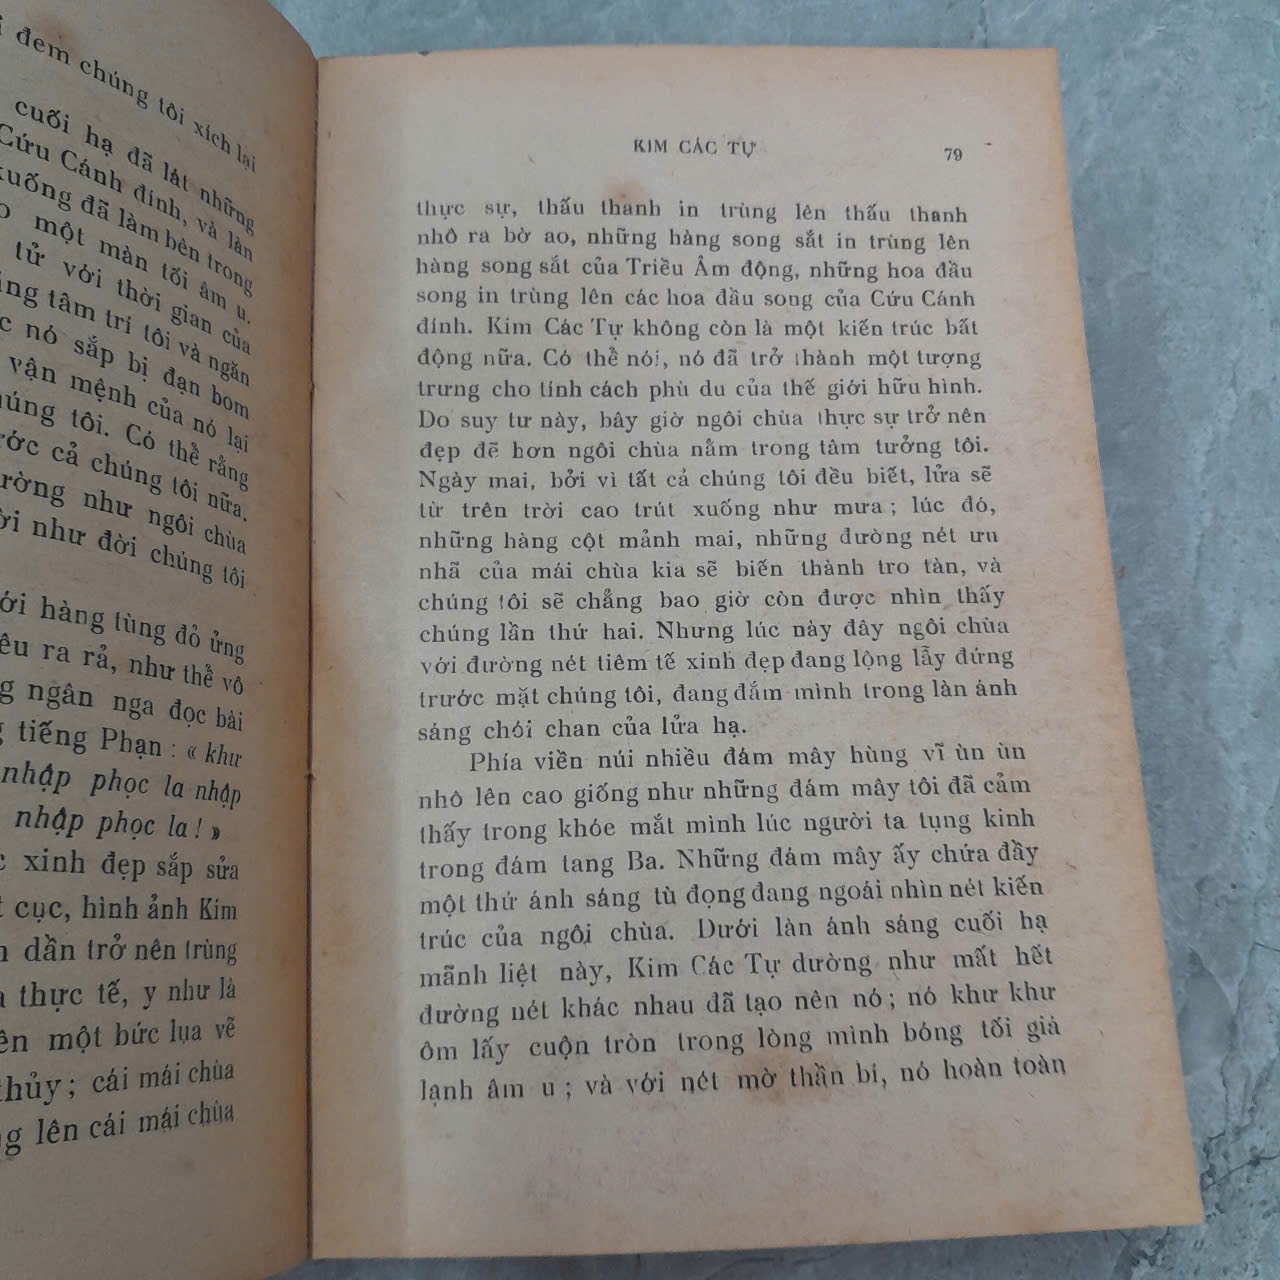 đem chúng tôi xích lại
cuối hạ đã lát những
Cứu Cánh đính, và làn
xuống đã làm bên trong
một màn tối âm u.
tử với thời gian của
tâm trí tôi và ngăn
nó sắp bị đạn bom
vận mệnh của nó lại
chúng tôi. Có thể rằng
cả chúng tôi nữa.
như ngôi chùa
như đời chúng tôi
hàng tùng đỏ ửng
ra rả, như thể vô
ngân nga đọc bài
tiếng Phạn : « khư
nhập phọc la nhập
nhập phọc la ! »
xinh đẹp sắp sửa
cục, hình ảnh Kim
dần trở nên trùng
thực tế, y như là
một bức lụa vẽ
thủy ; cái mái chùa
lên cái mái chùa
KIM CÁC TỰ
79
thực sự, thấu thanh in trùng lên thấu thanh
nhô ra bờ ao, những hàng song sắt in trùng lên
hàng song sắt của Triều Âm động, những hoa đầu
song in trùng lên các hoa đầu song của Cứu Cánh
đính. Kim Các Tự không còn là một kiến trúc bất
động nữa. Có thể nói, nó đã trở thành một tượng
trưng cho tính cách phù du của thế giới hữu hình.
Do suy tư này, bây giờ ngôi chùa thực sự trở nên
đẹp đẽ hơn ngôi chùa nằm trong tâm tưởng tôi.
Ngày mai, bởi vì tất cả chúng tôi đều biết, lửa sẽ
từ trên trời cao trút xuống như mưa ; lúc đó,
những hàng cột mảnh mai, những đường nét ưu
nhã của mái chùa kia sẽ biến thành tro tàn, và
chúng tôi sẽ chẳng bao giờ còn được nhìn thấy
chúng lần thứ hai. Nhưng lúc này đây ngôi chùa
với đường nét tiêm tế xinh đẹp đang lộng lẫy đứng
trước mặt chúng tôi, đang đắm mình trong làn ánh
sáng chói chan của lửa hạ.
Phía viền núi nhiều đám mây hùng vĩ ùn ùn
nhô lên cao giống như những đám mây tôi đã cảm
thấy trong khóe mắt mình lúc người ta tụng kinh
trong đám tang Ba. Những đám mây ấy chứa đầy
một thứ ánh sáng tù đọng đang ngoái nhìn nét kiến
trúc của ngôi chùa. Dưới làn ánh sáng cuối hạ
mãnh liệt này, Kim Các Tự dường như mất hết
đường nét khác nhau đã tạo nên nó ; nó khư khư
ôm lấy cuộn tròn trong lòng mình bóng tối giá
lạnh âm u ; và với nét mờ thần bí, nó hoàn toàn